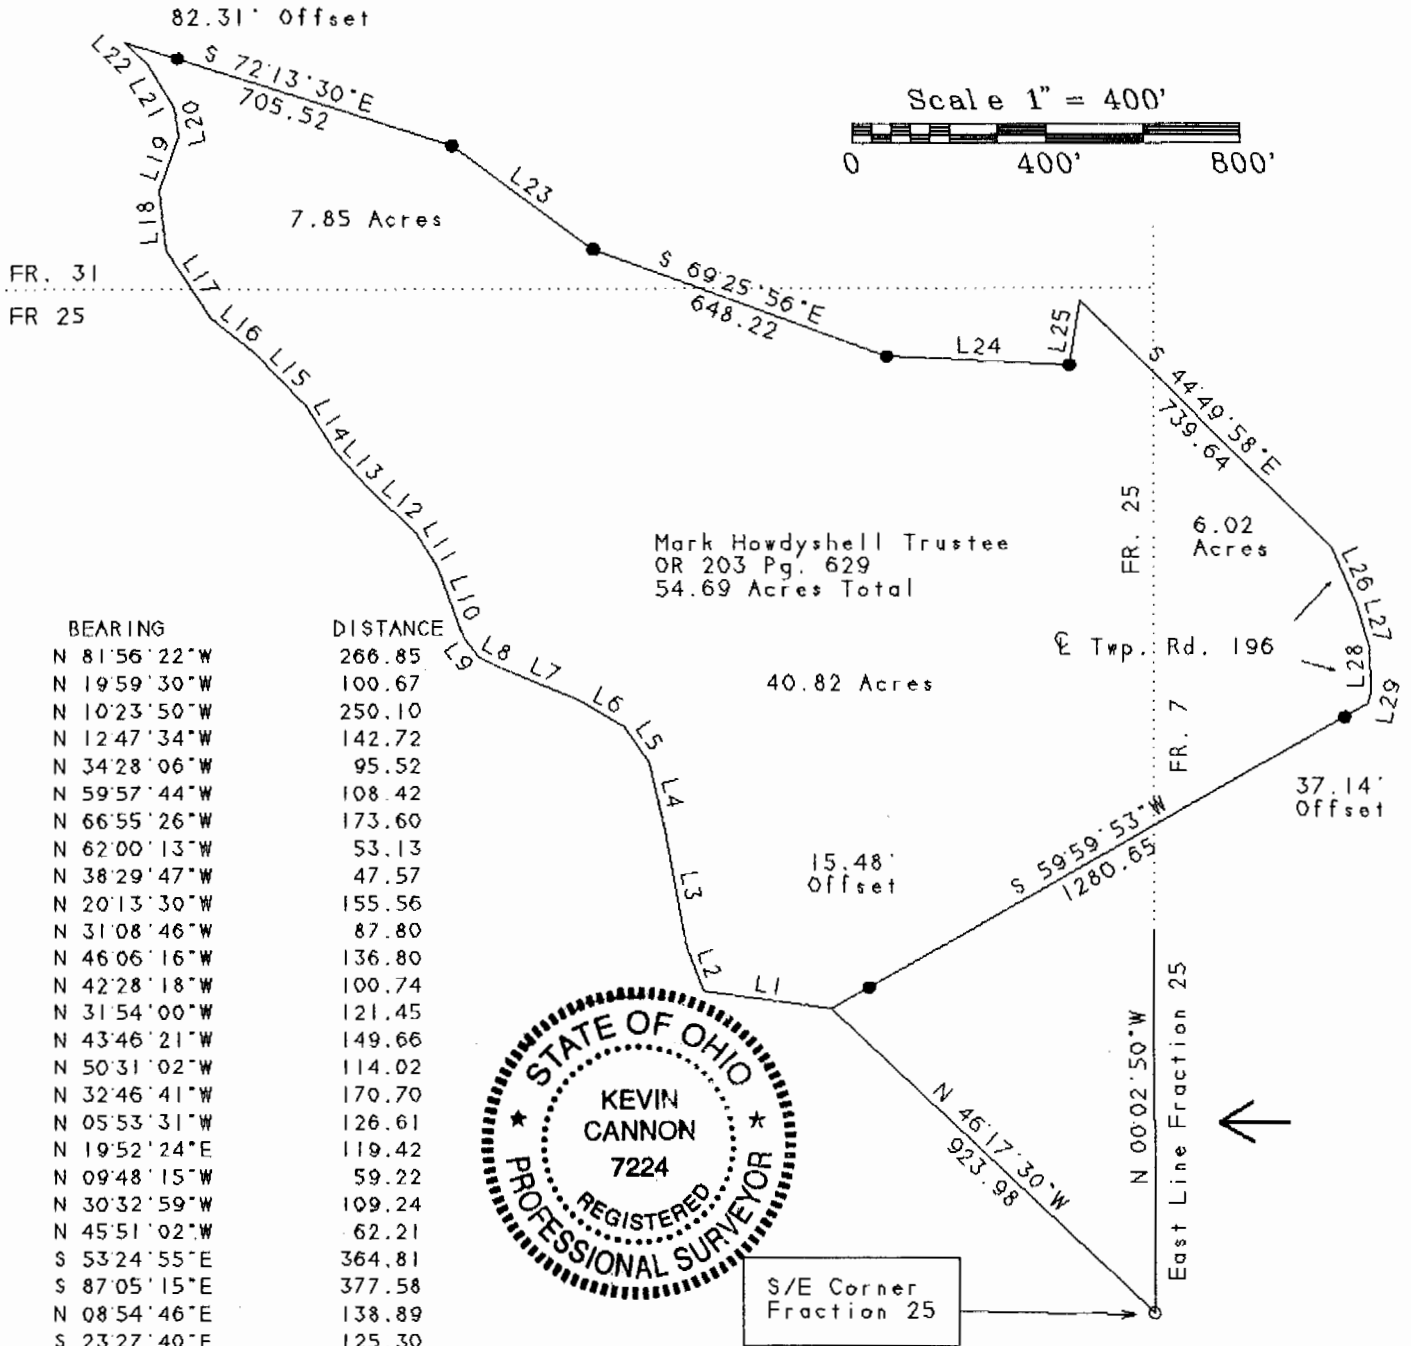 82.31' Offset
S 72°13'30"E
705.52
Scale 1" = 400'
0 400' 800'
L22
L21
L20
L19
L18
L17
L16
L15
L14
L13
L12
L11
L10
L9
L8
L7
L6
L5
L4
L3
L2
L1
L23
7.85 Acres
FR. 31
FR 25
S 69°25'56"E
648.22
L24
L25
S 44°49'58"E
739.64
FR. 25
6.02
Acres
Mark Howdyshell Trustee
OR 203 Pg. 629
54.69 Acres Total
L26
L27
L28
L29
℄ Twp. Rd. 196
40.82 Acres
FR. 7
37.14'
Offset
15.48'
Offset
S 59°59'53"W
1280.65
BEARING DISTANCE
N 81°56'22"W 266.85
N 19°59'30"W 100.67
N 10°23'50"W 250.10
N 12°47'34"W 142.72
N 34°28'06"W 95.52
N 59°57'44"W 108.42
N 66°55'26"W 173.60
N 62°00'13"W 53.13
N 38°29'47"W 47.57
N 20°13'30"W 155.56
N 31°08'46"W 87.80
N 46°06'16"W 136.80
N 42°28'18"W 100.74
N 31°54'00"W 121.45
N 43°46'21"W 149.66
N 50°31'02"W 114.02
N 32°46'41"W 170.70
N 05°53'31"W 126.61
N 19°52'24"E 119.42
N 09°48'15"W 59.22
N 30°32'59"W 109.24
N 45°51'02"W 62.21
S 53°24'55"E 364.81
S 87°05'15"E 377.58
N 08°54'46"E 138.89
S 23°27'40"E 125.30
STATE OF OHIO
KEVIN
CANNON
7224
REGISTERED
PROFESSIONAL SURVEYOR
N 46°17'30"W
923.98
N 00°02'50"W
East Line Fraction 25
S/E Corner
Fraction 25